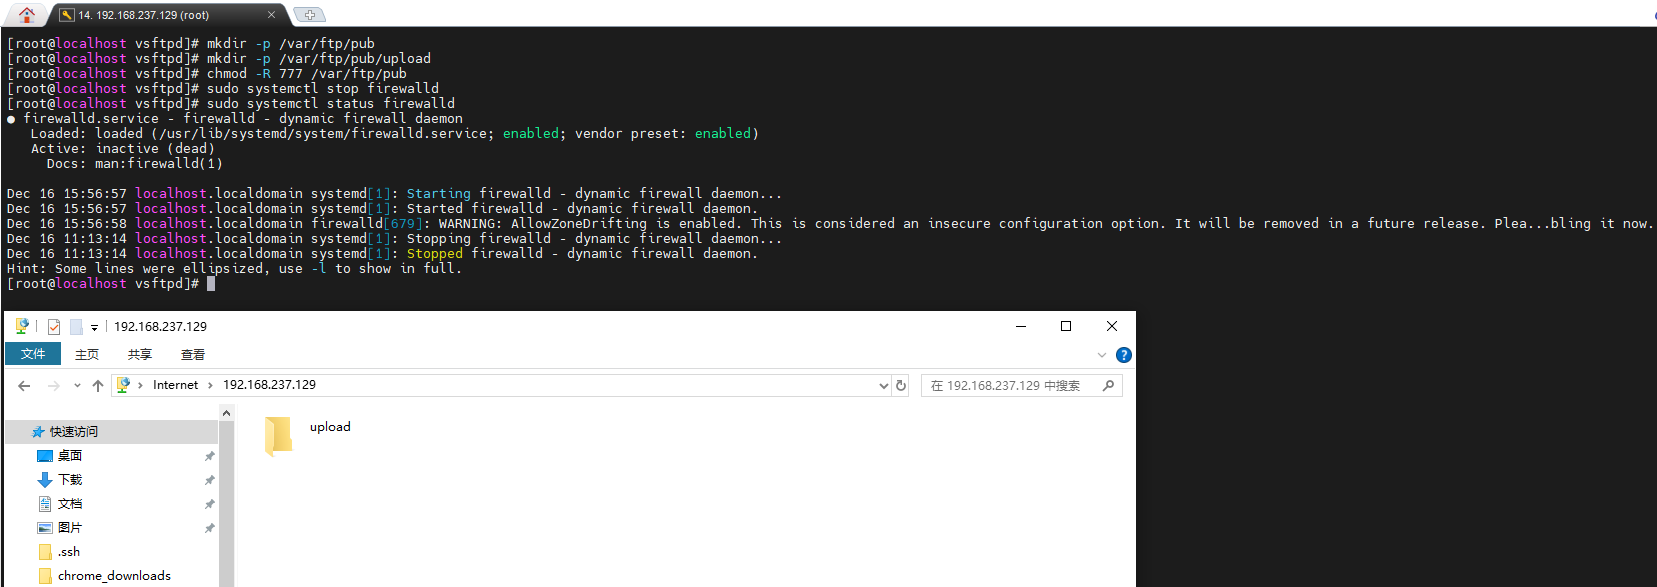 14. 192.168.237.129 (root)
[root@localhost vsftpd]# mkdir -p /var/ftp/pub
[root@localhost vsftpd]# mkdir -p /var/ftp/pub/upload
[root@localhost vsftpd]# chmod -R 777 /var/ftp/pub
[root@localhost vsftpd]# sudo systemctl stop firewalld
[root@localhost vsftpd]# sudo systemctl status firewalld
● firewalld.service - firewalld - dynamic firewall daemon
Loaded: loaded (/usr/lib/systemd/system/firewalld.service; enabled; vendor preset: enabled)
Active: inactive (dead)
Docs: man:firewalld(1)
Dec 16 15:56:57 localhost.localdomain systemd[1]: Starting firewalld - dynamic firewall daemon...
Dec 16 15:56:57 localhost.localdomain systemd[1]: Started firewalld - dynamic firewall daemon.
Dec 16 15:56:58 localhost.localdomain firewalld[679]: WARNING: AllowZoneDrifting is enabled. This is considered an insecure configuration option. It will be removed in a future release. Plea...bling it now.
Dec 16 11:13:14 localhost.localdomain systemd[1]: Stopping firewalld - dynamic firewall daemon...
Dec 16 11:13:14 localhost.localdomain systemd[1]: Stopped firewalld - dynamic firewall daemon.
Hint: Some lines were ellipsized, use -l to show in full.
[root@localhost vsftpd]#
192.168.237.129
文件 主页 共享 查看
Internet 192.168.237.129 在 192.168.237.129 中搜索
快速访问
桌面
下载
文档
图片
.ssh
chrome_downloads
upload